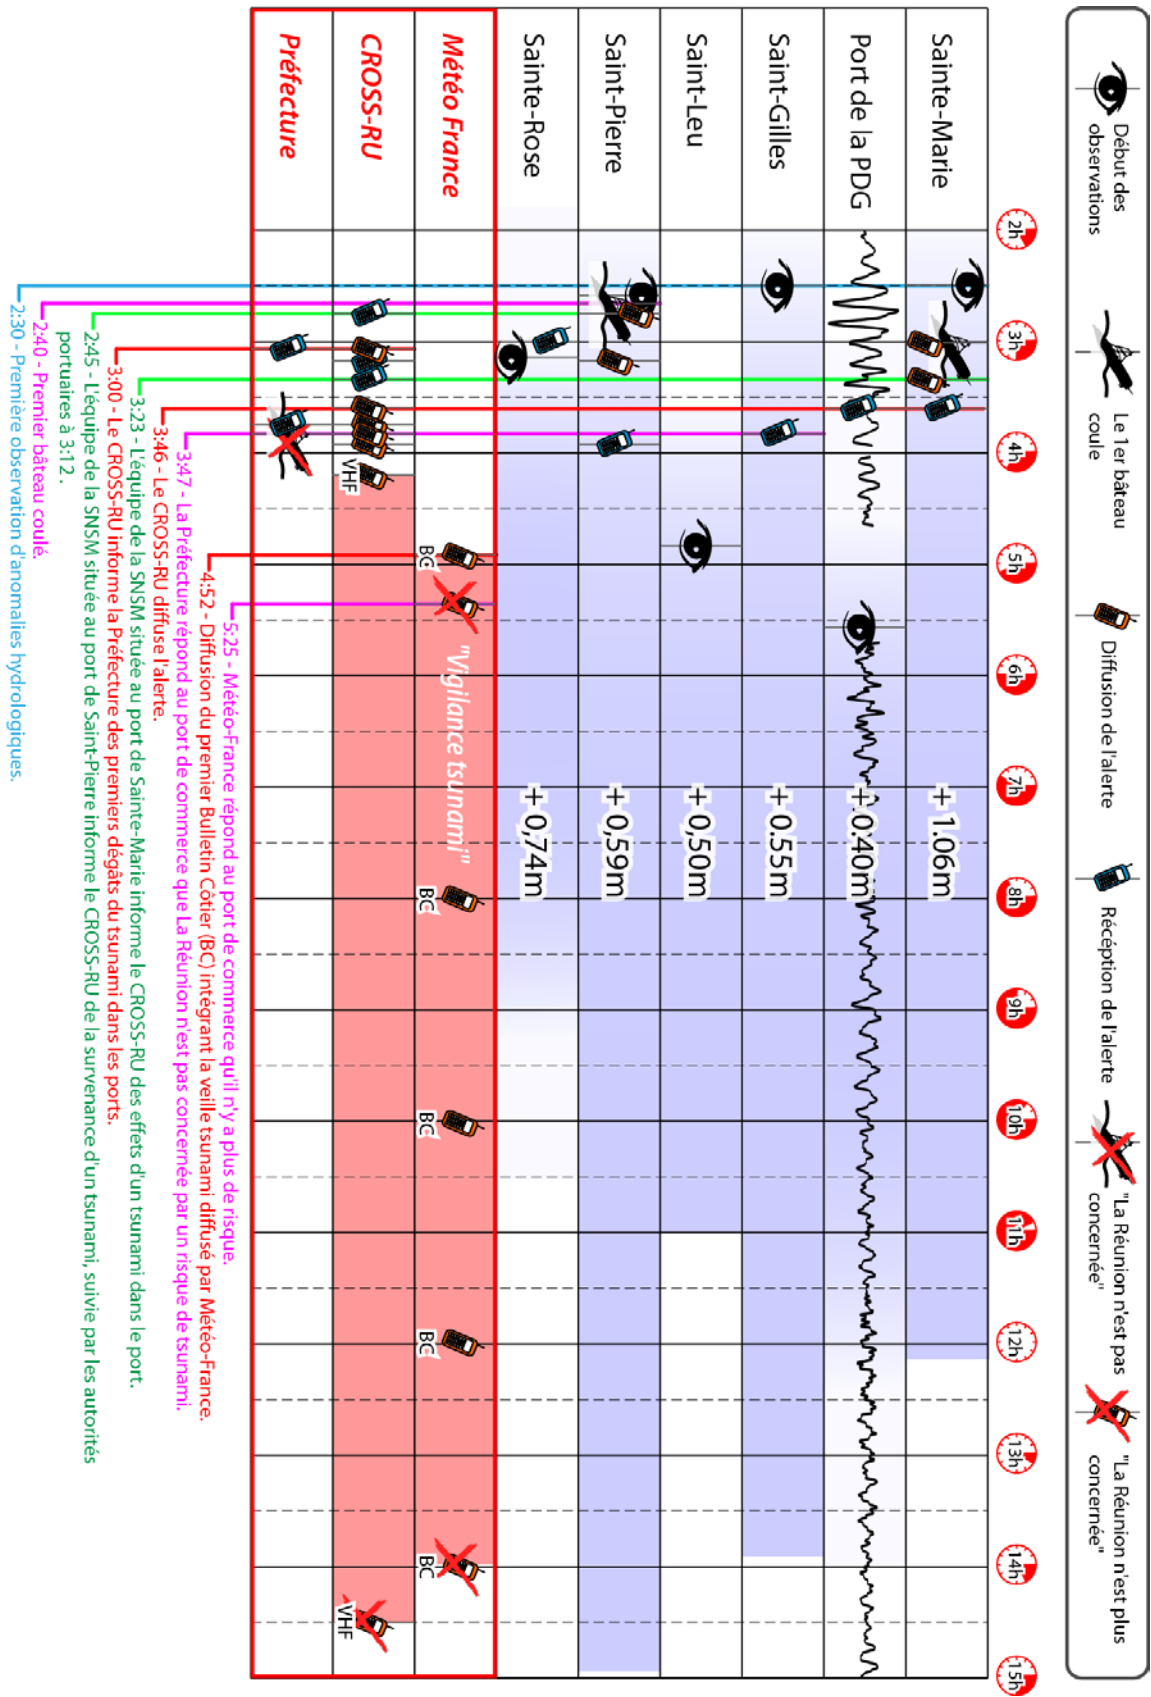 Début des
observations
Le 1er bâteau
coule
Diffusion de l'alerte
Récéption de l'alerte
"La Réunion n'est pas
concernée"
"La Réunion n'est plus
concernée"
2h
3h
4h
5h
6h
7h
8h
9h
10h
11h
12h
13h
14h
15h
Sainte-Marie
+ 1.06m
Port de la PDG
+ 0.40m
Saint-Gilles
+ 0.55m
Saint-Leu
+ 0,50m
Saint-Pierre
+ 0,59m
Sainte-Rose
+ 0,74m
Météo France
BC
"Vigilance tsunami"
BC
BC
BC
BC
CROSS-RU
VHF
VHF
Préfecture
5:25 - Météo-France répond au port de commerce qu'il n'y a plus de risque.
4:52 - Diffusion du premier Bulletin Côtier (BC) intégrant la veille tsunami diffusé par Météo-France.
3:47 - La Préfecture répond au port de commerce que La Réunion n'est pas concernée par un risque de tsunami.
3:46 - Le CROSS-RU diffuse l'alerte.
3:23 - L'équipe de la SNSM située au port de Sainte-Marie informe le CROSS-RU des effets d'un tsunami dans le port.
3:00 - Le CROSS-RU informe la Préfecture des premiers dégâts du tsunami dans les ports.
2:45 - L'équipe de la SNSM située au port de Saint-Pierre informe le CROSS-RU de la survenance d'un tsunami, suivie par les autorités
portuaires à 3:12 .
2:40 - Premier bâteau coulé.
2:30 - Première observation d'anomalies hydrologiques.